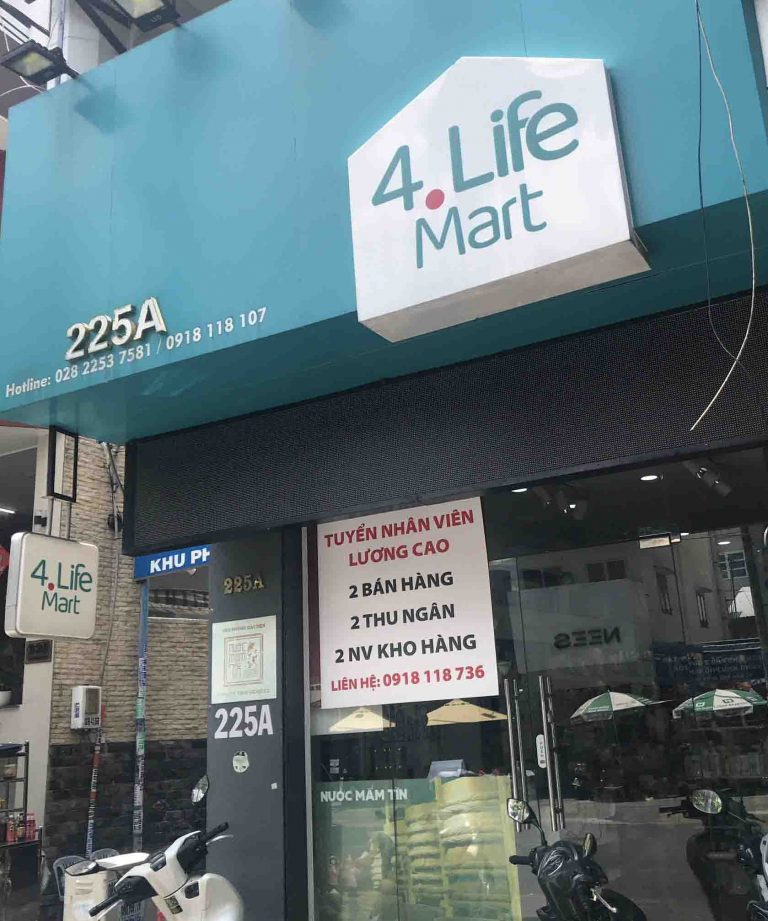 4.Life
Mart
225A
Hotline: 028 2253 7581 / 0918 118 107
4.Life
Mart
KHU PH
225A
TUYỂN NHÂN VIÊN
LƯƠNG CAO
2 BÁN HÀNG
2 THU NGÂN
2 NV KHO HÀNG
LIÊN HỆ: 0918 118 736
225A
NƯỚC MẮM TĨN